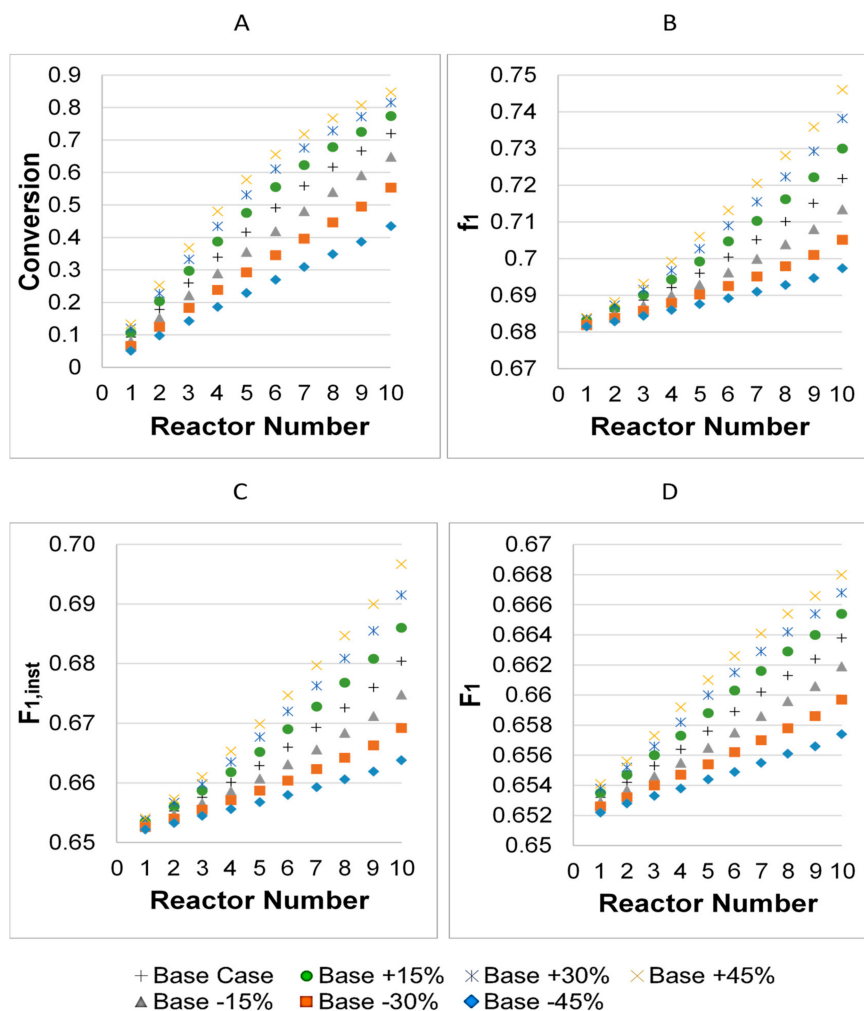 A
B
0.9
0.8
0.7
0.6
0.5
0.4
0.3
0.2
0.1
0
Conversion
0 1 2 3 4 5 6 7 8 9 10
Reactor Number
0.75
0.74
0.73
0.72
0.71
0.7
0.69
0.68
0.67
f1
0 1 2 3 4 5 6 7 8 9 10
Reactor Number
C
D
0.70
0.69
0.68
0.67
0.66
0.65
F1,inst
0 1 2 3 4 5 6 7 8 9 10
Reactor Number
0.67
0.668
0.666
0.664
0.662
0.66
0.658
0.656
0.654
0.652
0.65
F1
0 1 2 3 4 5 6 7 8 9 10
Reactor Number
Base Case Base +15% Base +30% Base +45%
Base -15% Base -30% Base -45%